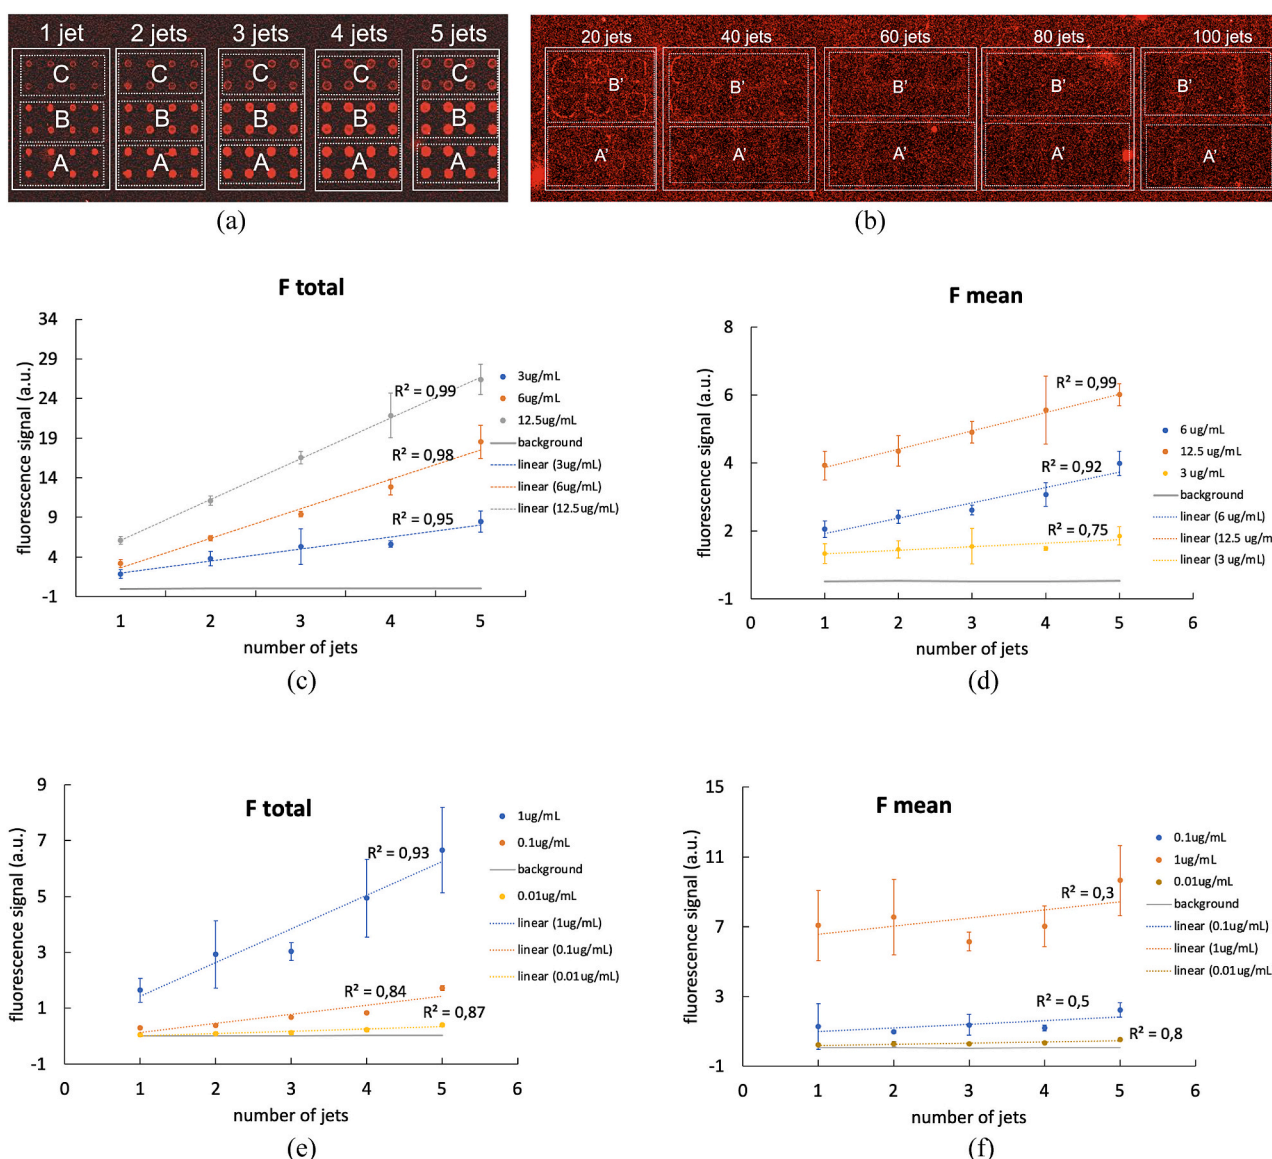 1 jet 2 jets 3 jets 4 jets 5 jets
C C C C C
B B B B B
A A A A A
(a)
20 jets 40 jets 60 jets 80 jets 100 jets
B' B' B' B' B'
A' A' A' A' A'
(b)
F total
fluorescence signal (a.u.)
34
29
24
19
14
9
4
-1
1 2 3 4 5
number of jets
R² = 0,99
R² = 0,98
R² = 0,95
3ug/mL
6ug/mL
12.5ug/mL
background
linear (3ug/mL)
linear (6ug/mL)
linear (12.5ug/mL)
(c)
F mean
fluorescence signal (a.u.)
8
6
4
2
-1
0 1 2 3 4 5 6
number of jets
R² = 0,99
R² = 0,92
R² = 0,75
6 ug/mL
12.5 ug/mL
3 ug/mL
background
linear (6 ug/mL)
linear (12.5 ug/m
linear (3 ug/mL)
(d)
F total
fluorescence signal (a.u.)
9
7
5
3
1
-1
0 1 2 3 4 5 6
number of jets
R² = 0,93
R² = 0,84
R² = 0,87
1ug/mL
0.1ug/mL
background
0.01ug/mL
linear (1ug/mL)
linear (0.1ug/mL)
linear (0.01ug/mL)
(e)
F mean
fluorescence signal (a.u.)
15
11
7
3
-1
0 1 2 3 4 5 6
number of jets
R² = 0,3
R² = 0,5
R² = 0,8
0.1ug/mL
1ug/mL
0.01ug/mL
background
linear (0.1ug/mL)
linear (1ug/mL)
linear (0.01ug/mL)
(f)